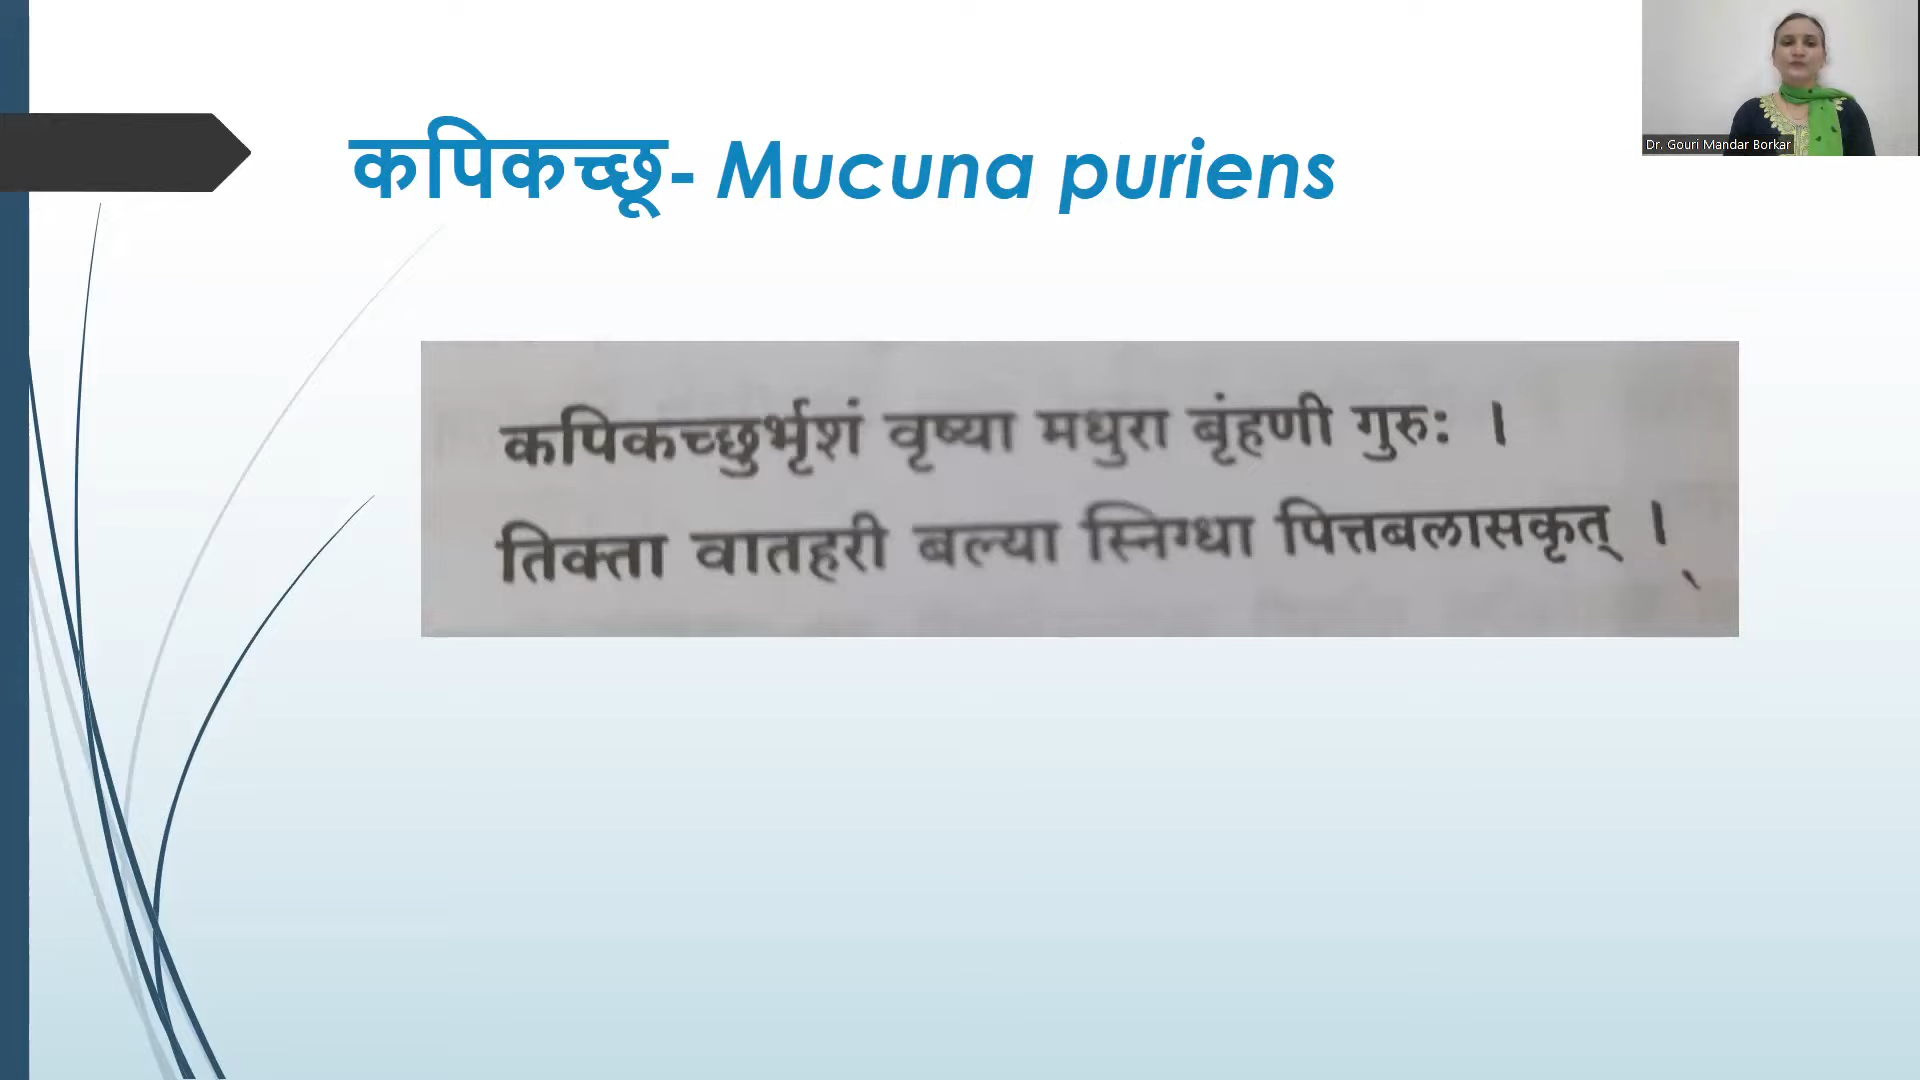 कपिकच्छू- Mucuna puriens
Dr. Gouri Mandar Borkar
कपिकच्छुर्भृशं वृष्या मधुरा बृंहणी गुरुः ।
तिक्ता वातहरी बल्या स्निग्धा पित्तबलासकृत् ।